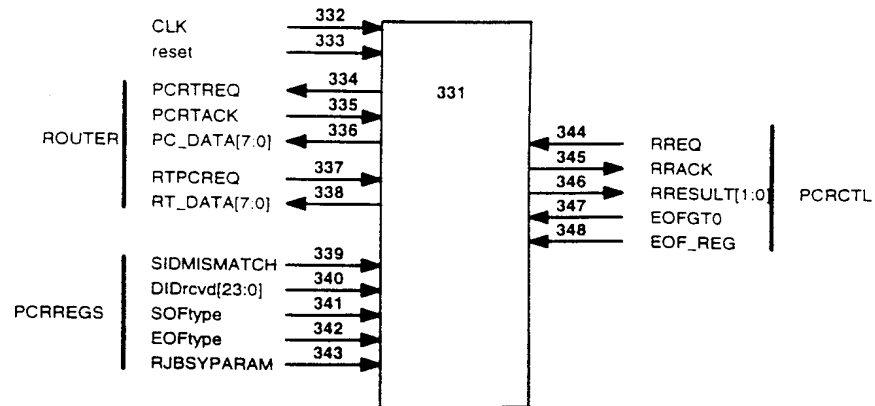 CLK 332
reset 333
PCRTREQ 334
331
PCRTACK 335
ROUTER
PC_DATA[7:0] 336
RTPCREQ 337
RT_DATA[7:0] 338
344 RREQ
345 RRACK
346 RRESULT[1:0]
PCRCTL
347 EOFGT0
348 EOF_REG
SIDMISMATCH 339
DIDrcvd[23:0] 340
PCRREGS
SOFtype 341
EOFtype 342
RJBSYPARAM 343